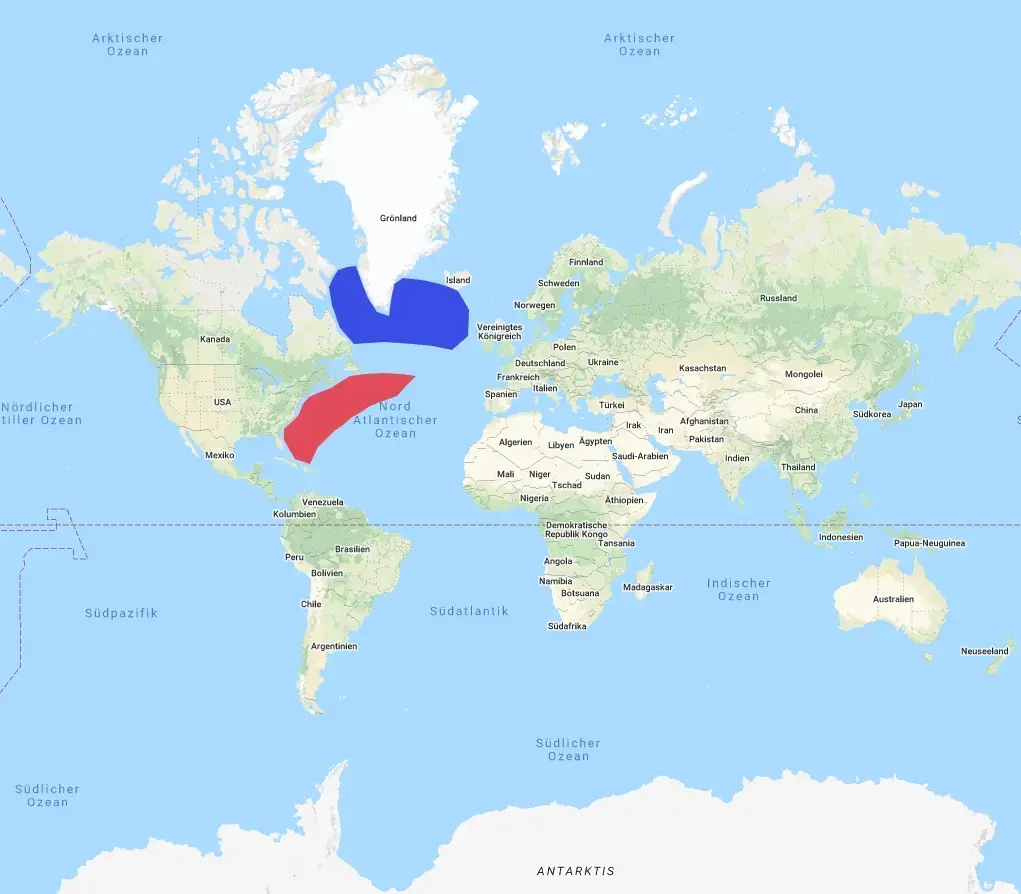 Arktischer
Ozean
Arktischer
Ozean
Grönland
Finnland
Island
Schweden
Russland
Norwegen
Vereinigtes
Königreich
Kanada
Polen
Deutschland
Ukraine
Kasachstan
Mongolei
Frankreich
Italien
Spanien
USA
Nördlicher
tiller Ozean
Nord
Atlantischer
Ozean
Türkei
China
Japan
Südkorea
Afghanistan
Irak
Iran
Pakistan
Algerien
Libyen
Ägypten
Saudi-Arabien
Indien
Mexiko
Thailand
Mali
Niger
Sudan
Tschad
Nigeria
Äthiopien
Venezuela
Kolumbien
Demokratische
Republik Kongo
Tansania
Indonesien
Papua-Neuguinea
Brasilien
Peru
Angola
Bolivien
Namibia
Botsuana
Madagaskar
Indischer
Ozean
Chile
Südpazifik
Südatlantik
Australien
Südafrika
Argentinien
Neuseeland
Südlicher
Ozean
Südlicher
Ozean
ANTARKTIS